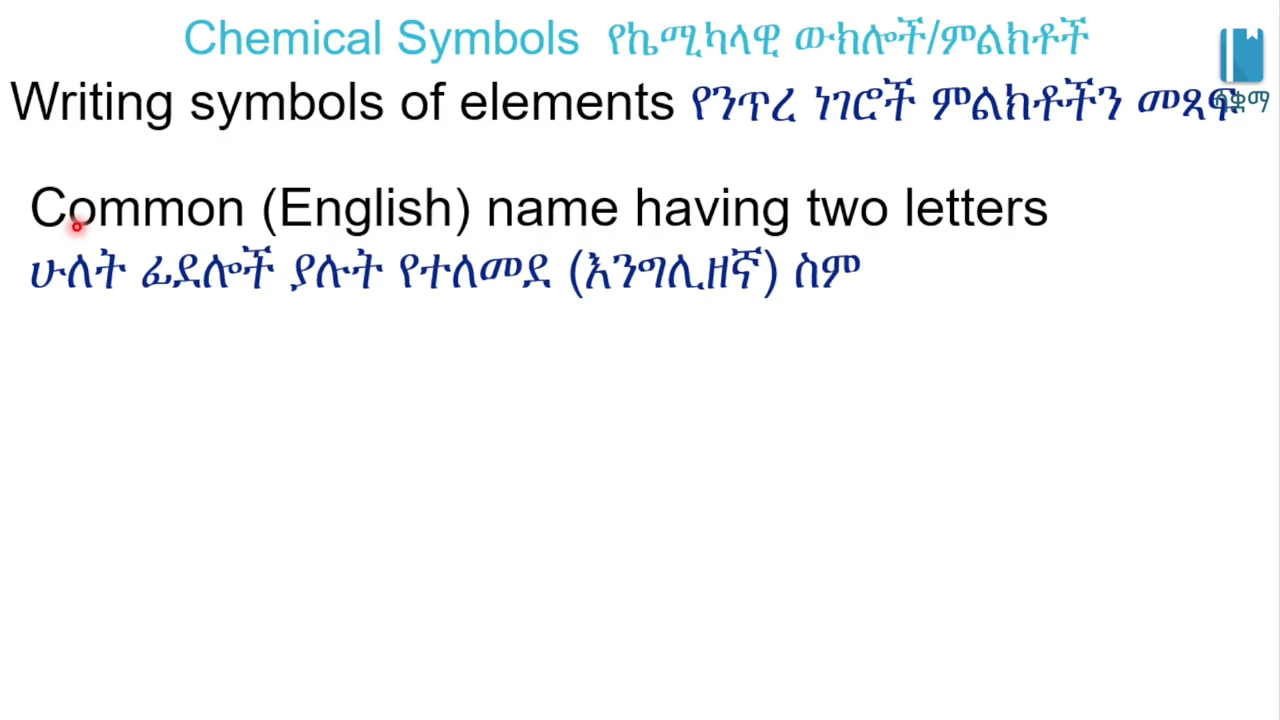 Chemical Symbols የኬሚካላዊ ውክሎች/ምልክቶች
Writing symbols of elements የንጥረ ነገሮች ምልክቶችን መጻፍ
Common (English) name having two letters
ሁለት ፊደሎች ያሉት የተለመደ (እንግሊዘኛ) ስም